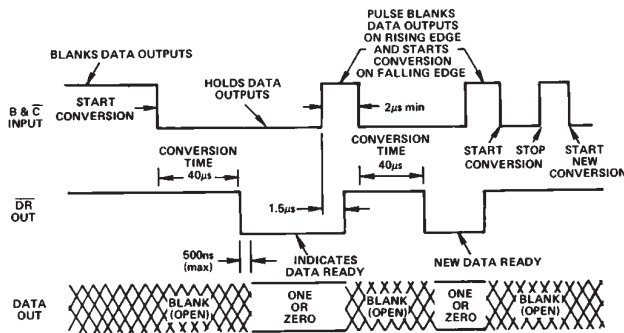 PULSE BLANKS
DATA OUTPUTS
ON RISING EDGE
AND STARTS
CONVERSION
ON FALLING EDGE
BLANKS DATA OUTPUTS
HOLDS DATA
OUTPUTS
B & C̅
INPUT
START
CONVERSION
2µs min
CONVERSION
TIME
40µs
CONVERSION
TIME
40µs
START
CONVERSION
STOP
START
NEW
CONVERSION
D̅R̅
OUT
1.5µs
500ns
(max)
INDICATES
DATA READY
NEW DATA READY
DATA
OUT
BLANK
(OPEN)
ONE
OR
ZERO
BLANK
(OPEN)
ONE
OR
ZERO
BLANK
(OPEN)